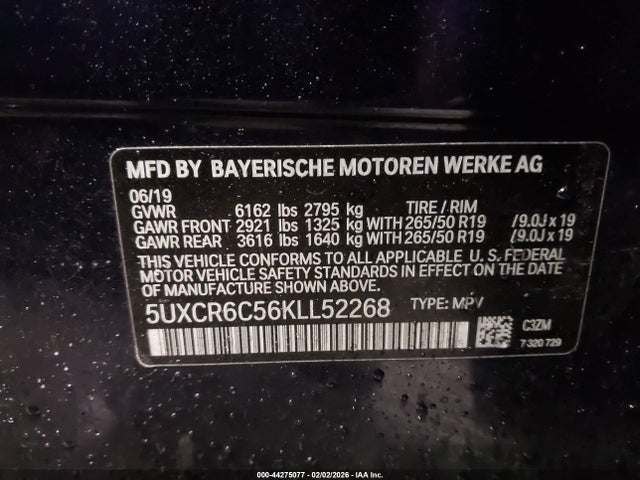 MFD BY BAYERISCHE MOTOREN WERKE AG
06/19
GVWR 6162 lbs 2795 kg TIRE / RIM
GAWR FRONT 2921 lbs 1325 kg WITH 265/50 R19 /9.0J x 19
GAWR REAR 3616 lbs 1640 kg WITH 265/50 R19 /9.0J x 19
THIS VEHICLE CONFORMS TO ALL APPLICABLE U. S. FEDERAL
MOTOR VEHICLE SAFETY STANDARDS IN EFFECT ON THE DATE
OF MANUFACTURE SHOWN ABOVE.
5UXCR6C56KLL52268 TYPE: MPV
C3ZM
7 320 729
000-44275077 - 02/02/2026 - IAA Inc.